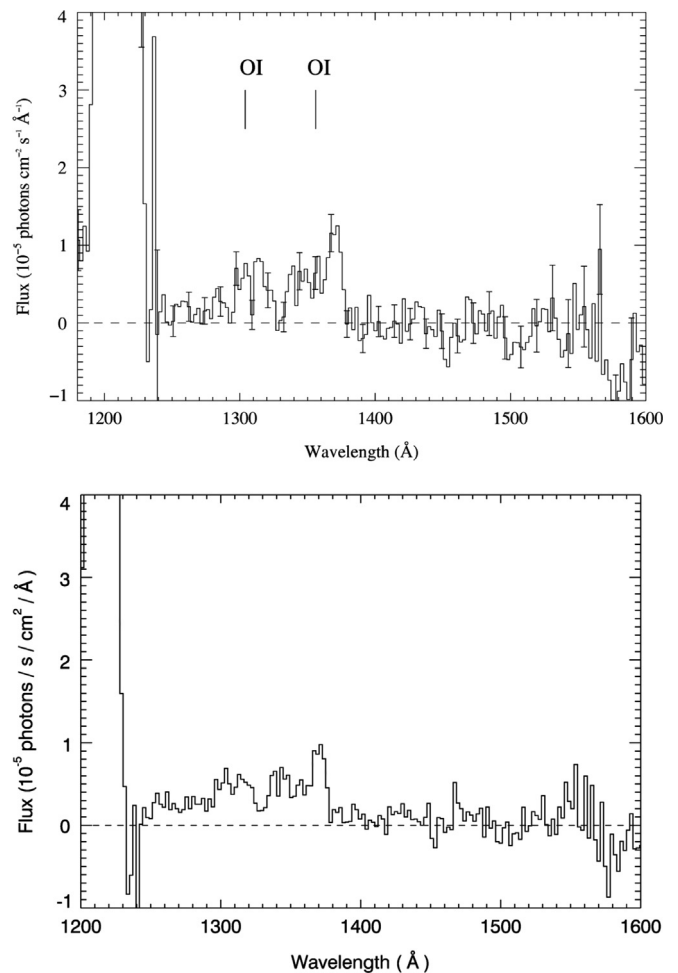 4
OI OI
3
2
1
0
−1
Flux (10⁻⁵ photons cm⁻² s⁻¹ Å⁻¹)
1200 1300 1400 1500 1600
Wavelength (Å)
4
3
2
1
0
-1
Flux (10⁻⁵ photons / s / cm² / Å)
1200 1300 1400 1500 1600
Wavelength ( Å )